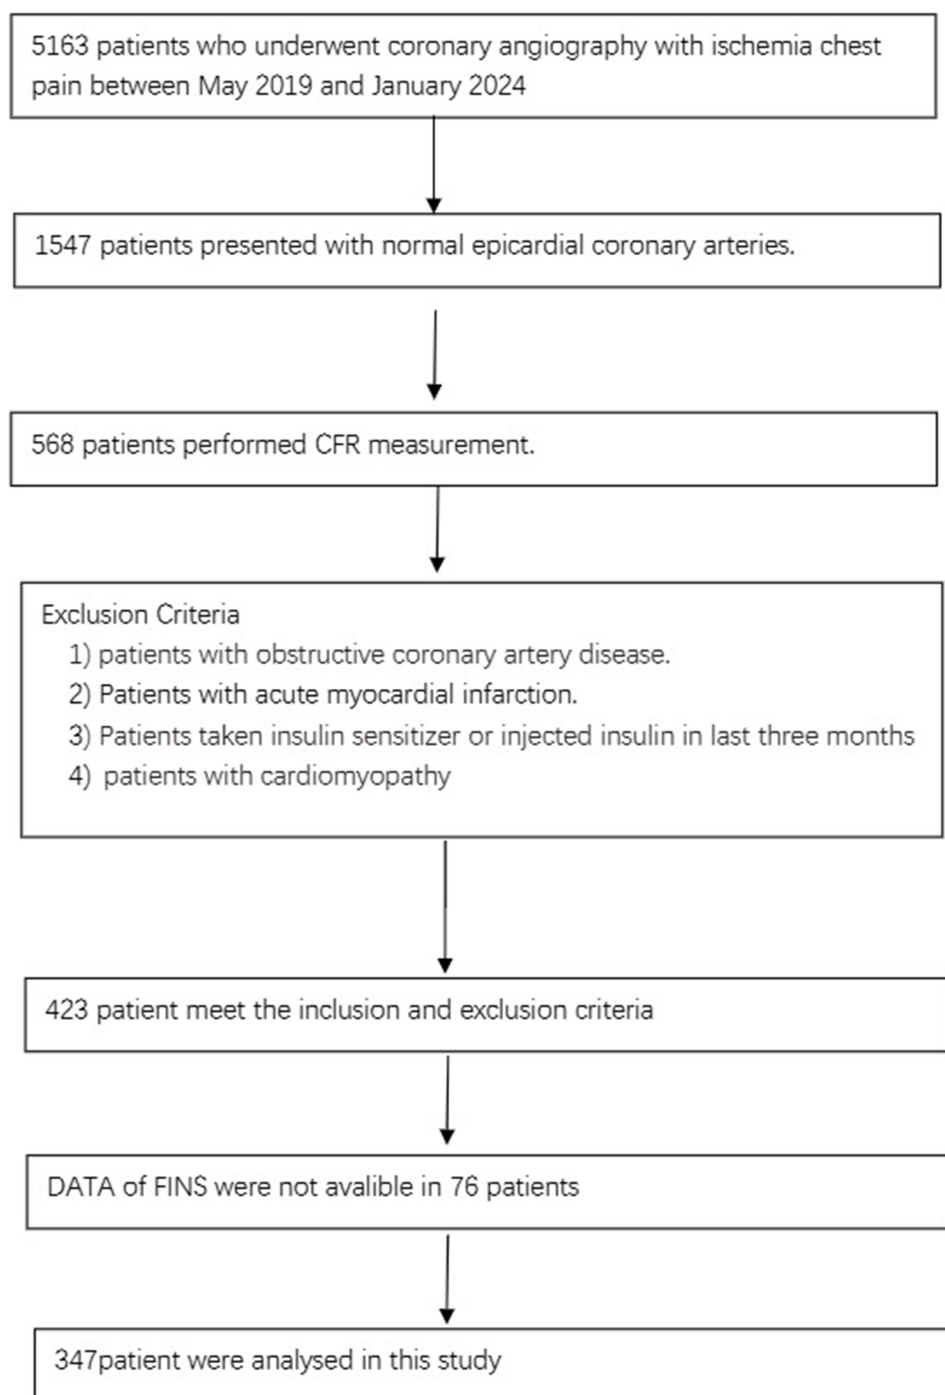 5163 patients who underwent coronary angiography with ischemia chest
pain between May 2019 and January 2024
1547 patients presented with normal epicardial coronary arteries.
568 patients performed CFR measurement.
Exclusion Criteria
1) patients with obstructive coronary artery disease.
2) Patients with acute myocardial infarction.
3) Patients taken insulin sensitizer or injected insulin in last three months
4) patients with cardiomyopathy
423 patient meet the inclusion and exclusion criteria
DATA of FINS were not avalible in 76 patients
347patient were analysed in this study